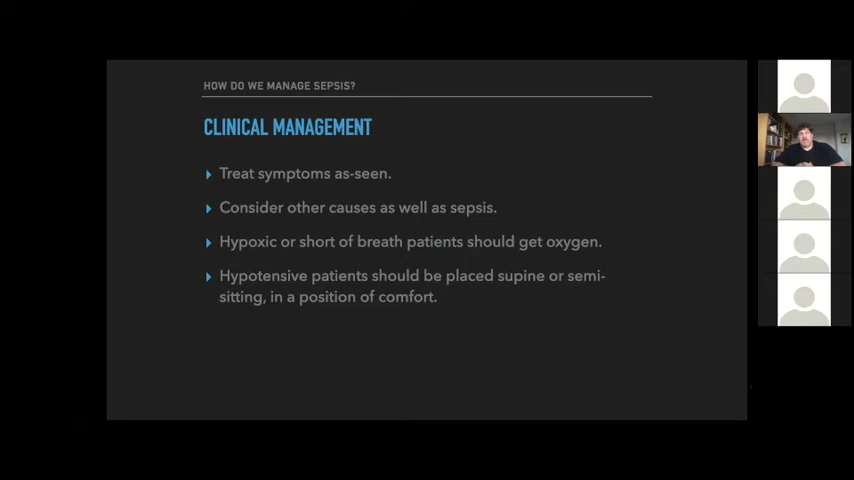 HOW DO WE MANAGE SEPSIS?
CLINICAL MANAGEMENT
Treat symptoms as-seen.
Consider other causes as well as sepsis.
Hypoxic or short of breath patients should get oxygen.
Hypotensive patients should be placed supine or semi-
sitting, in a position of comfort.